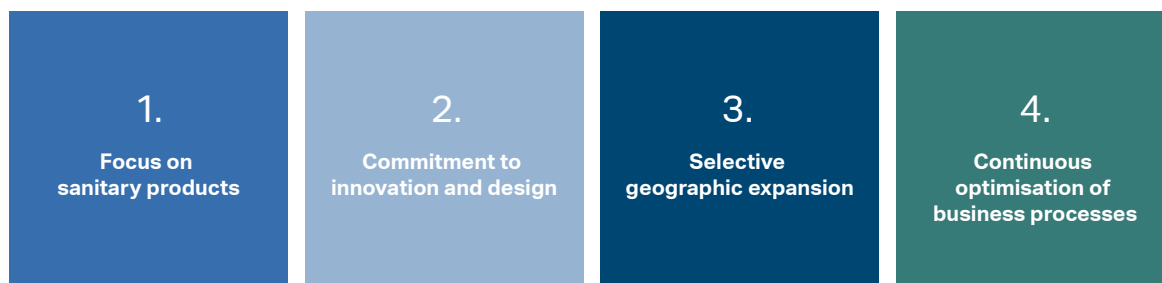 1.
Focus on
sanitary products
2.
Commitment to
innovation and design
3.
Selective
geographic expansion
4.
Continuous
optimisation of
business processes